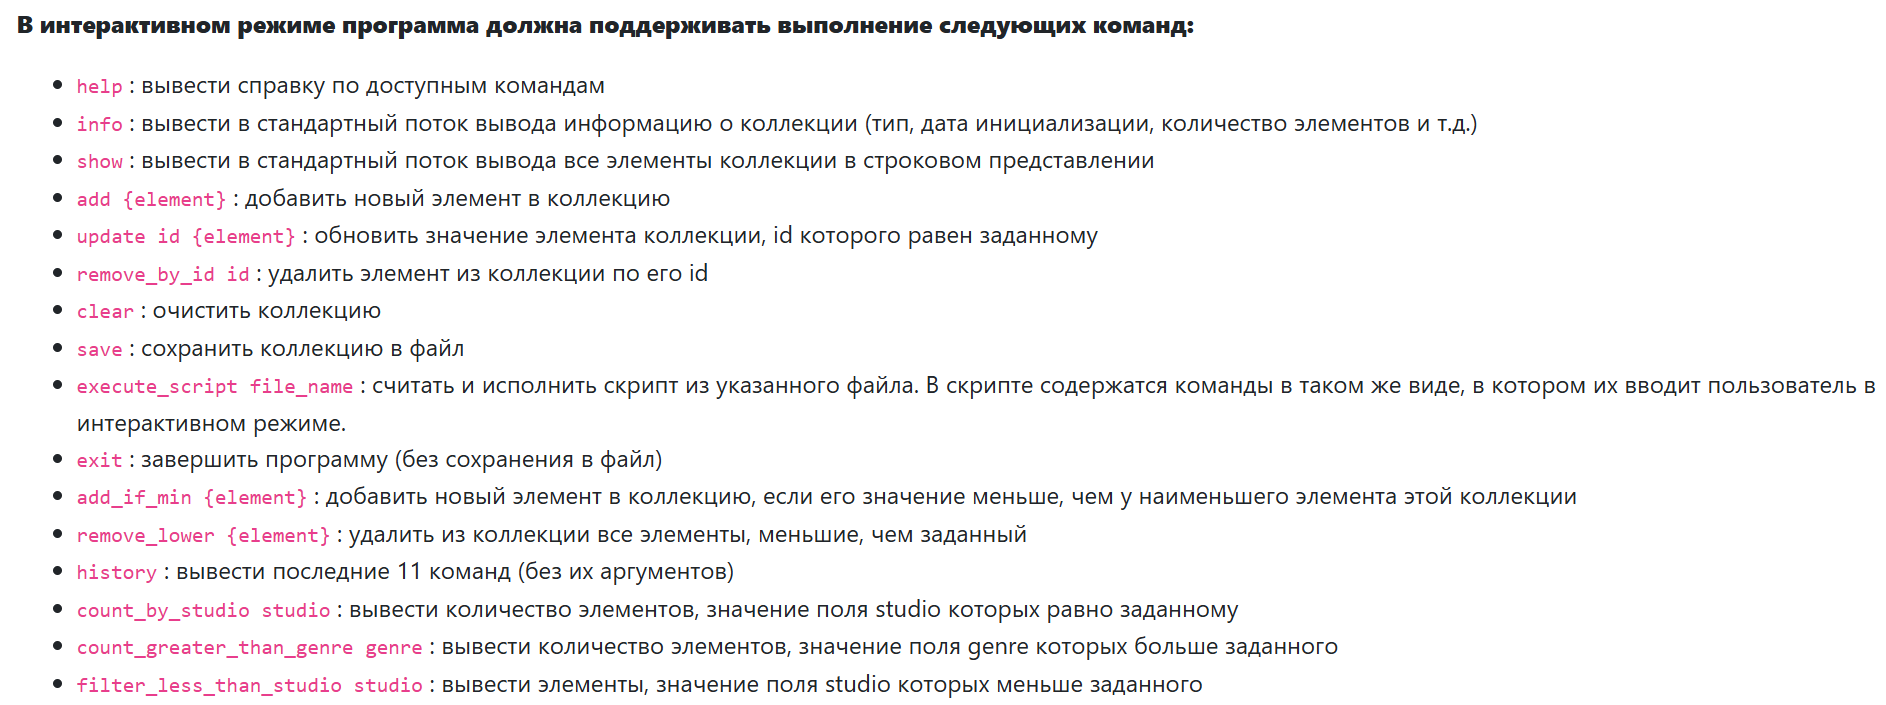 В интерактивном режиме программа должна поддерживать выполнение следующих команд:
help : вывести справку по доступным командам
info : вывести в стандартный поток вывода информацию о коллекции (тип, дата инициализации, количество элементов и т.д.)
show : вывести в стандартный поток вывода все элементы коллекции в строковом представлении
add {element} : добавить новый элемент в коллекцию
update id {element} : обновить значение элемента коллекции, id которого равен заданному
remove_by_id id : удалить элемент из коллекции по его id
clear : очистить коллекцию
save : сохранить коллекцию в файл
execute_script file_name : считать и исполнить скрипт из указанного файла. В скрипте содержатся команды в таком же виде, в котором их вводит пользователь в
интерактивном режиме.
exit : завершить программу (без сохранения в файл)
add_if_min {element} : добавить новый элемент в коллекцию, если его значение меньше, чем у наименьшего элемента этой коллекции
remove_lower {element} : удалить из коллекции все элементы, меньшие, чем заданный
history : вывести последние 11 команд (без их аргументов)
count_by_studio studio : вывести количество элементов, значение поля studio которых равно заданному
count_greater_than_genre genre : вывести количество элементов, значение поля genre которых больше заданного
filter_less_than_studio studio : вывести элементы, значение поля studio которых меньше заданного